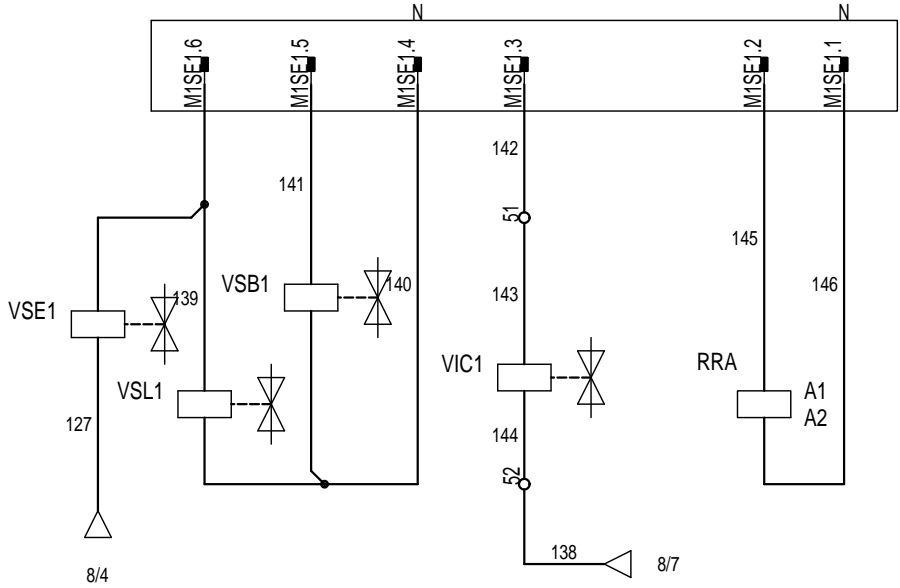 N
N
M1SE1.6
M1SE1.5
M1SE1.4
M1SE1.3
M1SE1.2
M1SE1.1
142
141
51
145
VSB1
139
140
143
146
VSE1
VIC1
RRA
VSL1
A1
A2
127
144
52
138
8/7
8/4